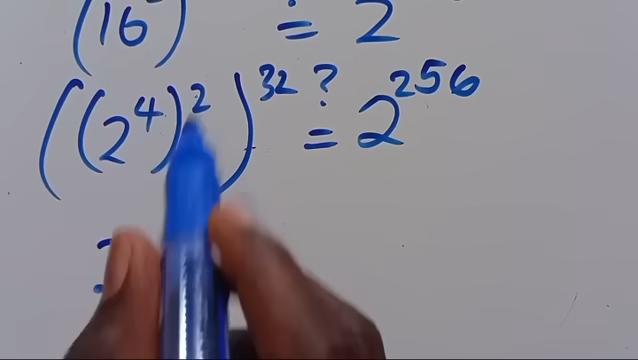 (16 ) = 2
((2⁴)²)³² ?= 2²⁵⁶